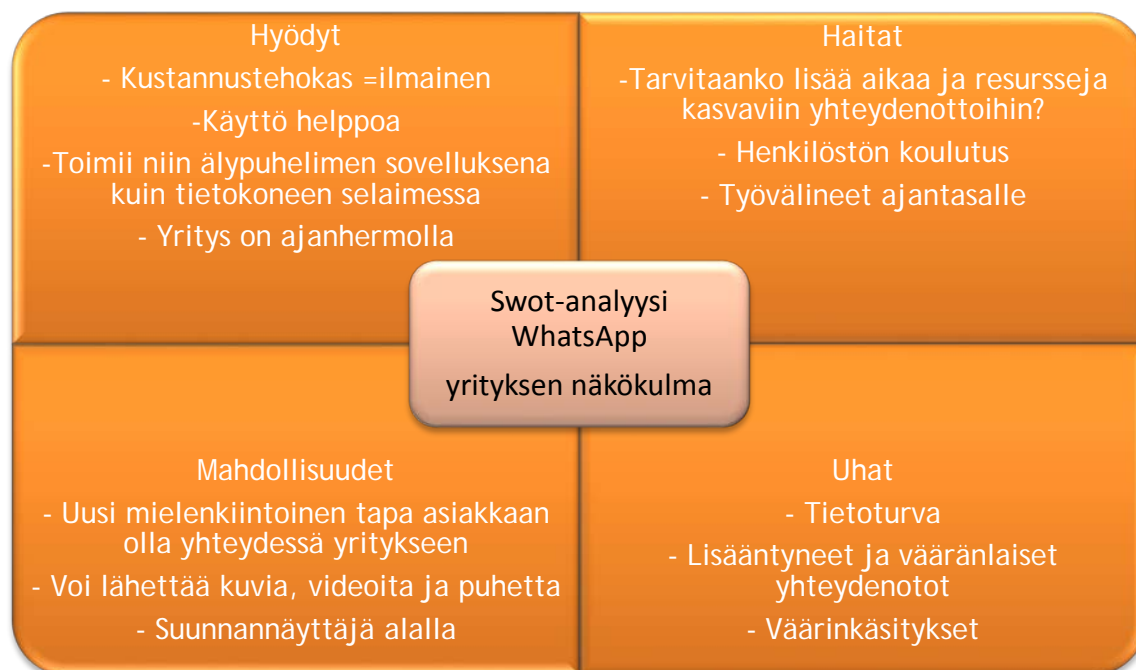 Hyödyt
- Kustannustehokas =ilmainen
-Käyttö helppoa
-Toimii niin älypuhelimen sovelluksena
kuin tietokoneen selaimessa
- Yritys on ajanhermolla
Haitat
-Tarvitaanko lisää aikaa ja resursseja
kasvaviin yhteydenottoihin?
- Henkilöstön koulutus
- Työvälineet ajantasalle
Swot-analyysi
WhatsApp
yrityksen näkökulma
Mahdollisuudet
- Uusi mielenkiintoinen tapa asiakkaan
olla yhteydessä yritykseen
- Voi lähettää kuvia, videoita ja puhetta
- Suunnannäyttäjä alalla
Uhat
- Tietoturva
- Lisääntyneet ja vääränlaiset
yhteydenotot
- Väärinkäsitykset